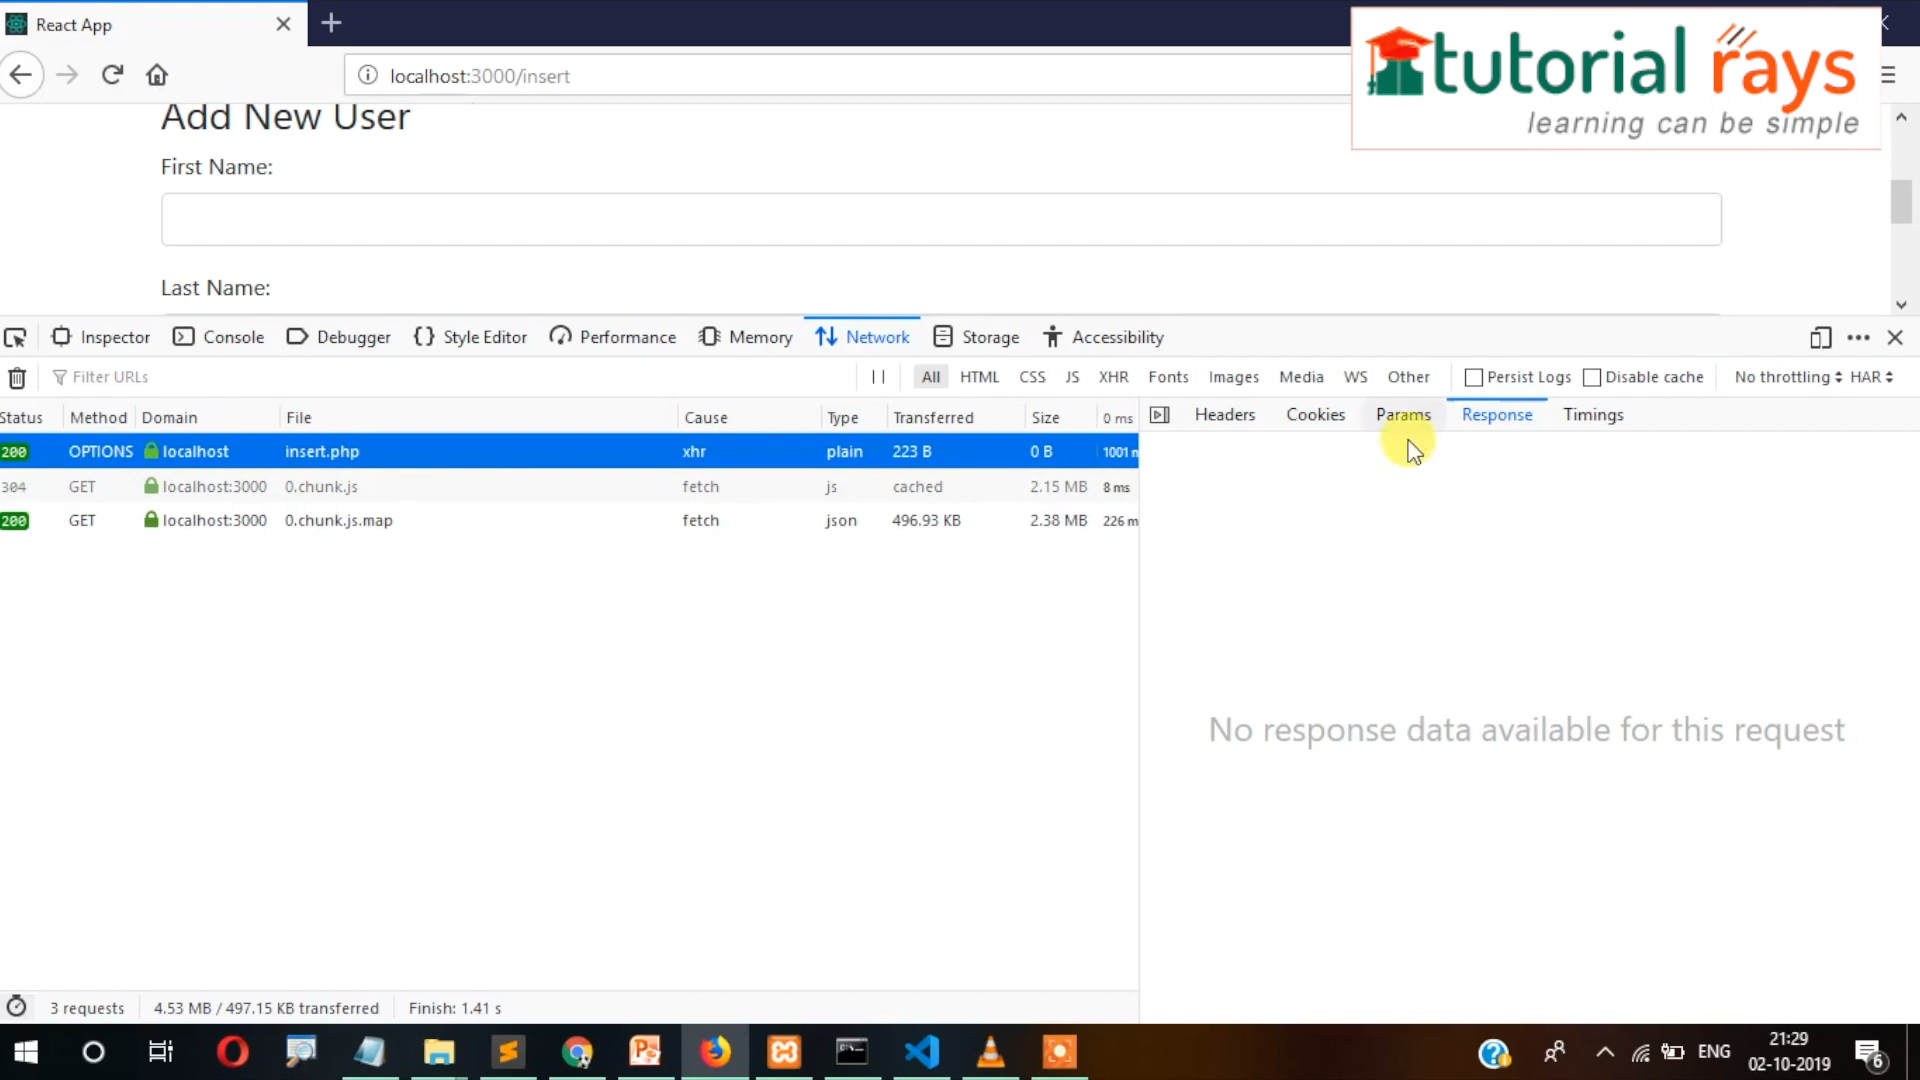 React App
localhost:3000/insert
tutorial rays
learning can be simple
Add New User
First Name:
Last Name:
Inspector Console Debugger Style Editor Performance Memory Network Storage Accessibility
Filter URLs All HTML CSS JS XHR Fonts Images Media WS Other Persist Logs Disable cache No throttling HAR
Status Method Domain File Cause Type Transferred Size 0 ms Headers Cookies Params Response Timings
200 OPTIONS localhost insert.php xhr plain 223 B 0 B 1001 m
304 GET localhost:3000 0.chunk.js fetch js cached 2.15 MB 8 ms
200 GET localhost:3000 0.chunk.js.map fetch json 496.93 KB 2.38 MB 226 m
No response data available for this request
3 requests 4.53 MB / 497.15 KB transferred Finish: 1.41 s
ENG 21:29
02-10-2019 6